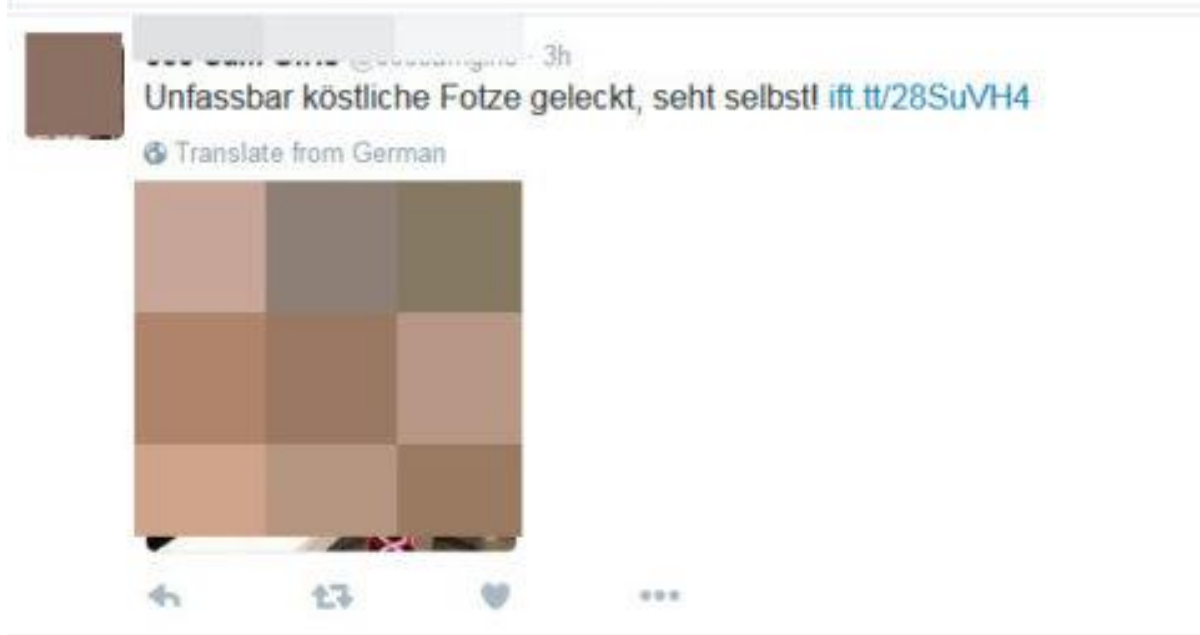 3h
Unfassbar köstliche Fotze geleckt, seht selbst! ift.tt/28SuVH4
Translate from German